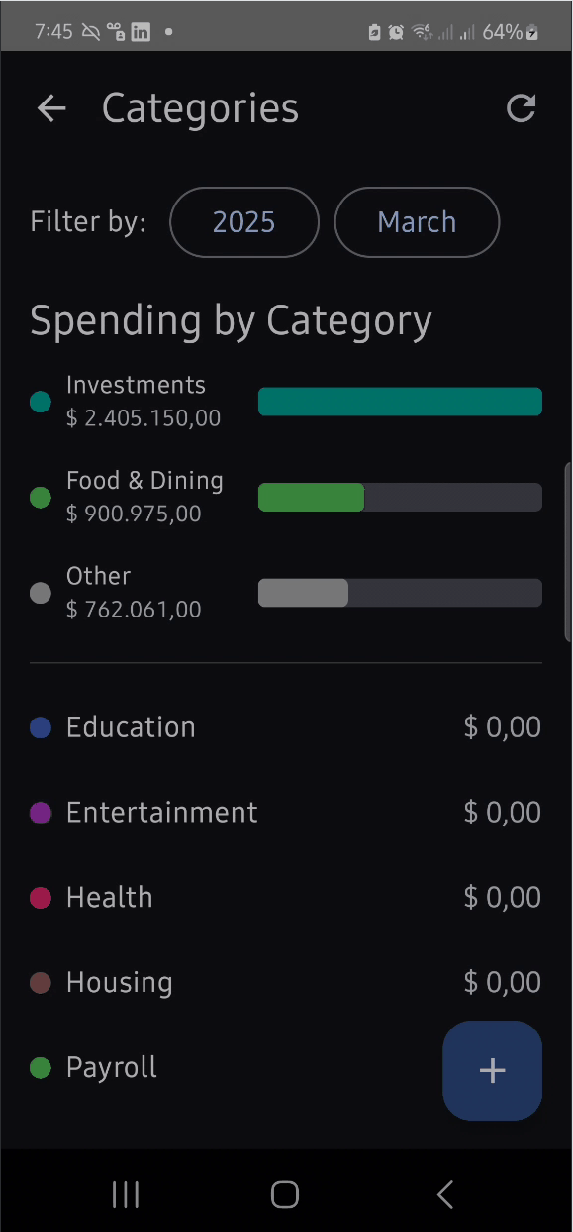 7:45 in 64%
Categories
Filter by: 2025 March
Spending by Category
Investments
$ 2.405.150,00
Food & Dining
$ 900.975,00
Other
$ 762.061,00
Education $ 0,00
Entertainment $ 0,00
Health $ 0,00
Housing $ 0,00
Payroll
+